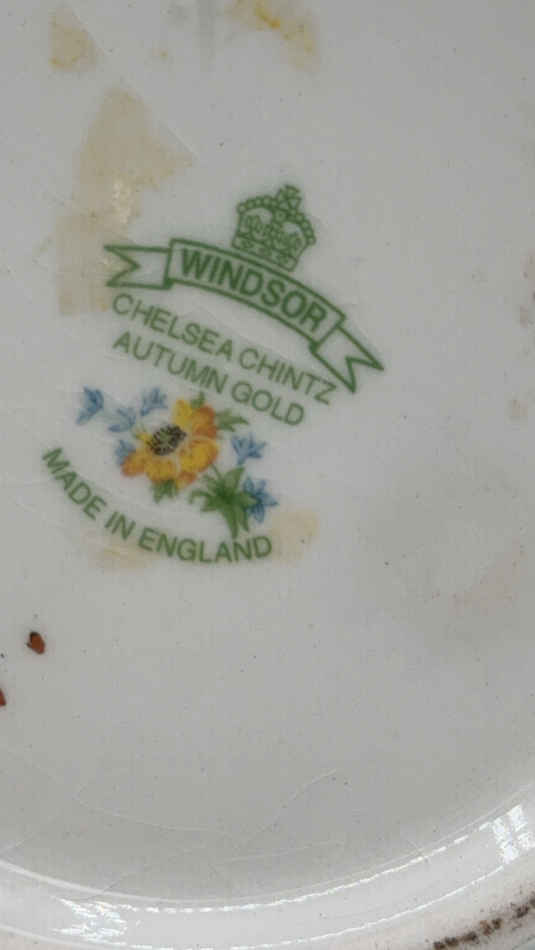 WINDSOR
CHELSEA CHINTZ
AUTUMN GOLD
MADE IN ENGLAND